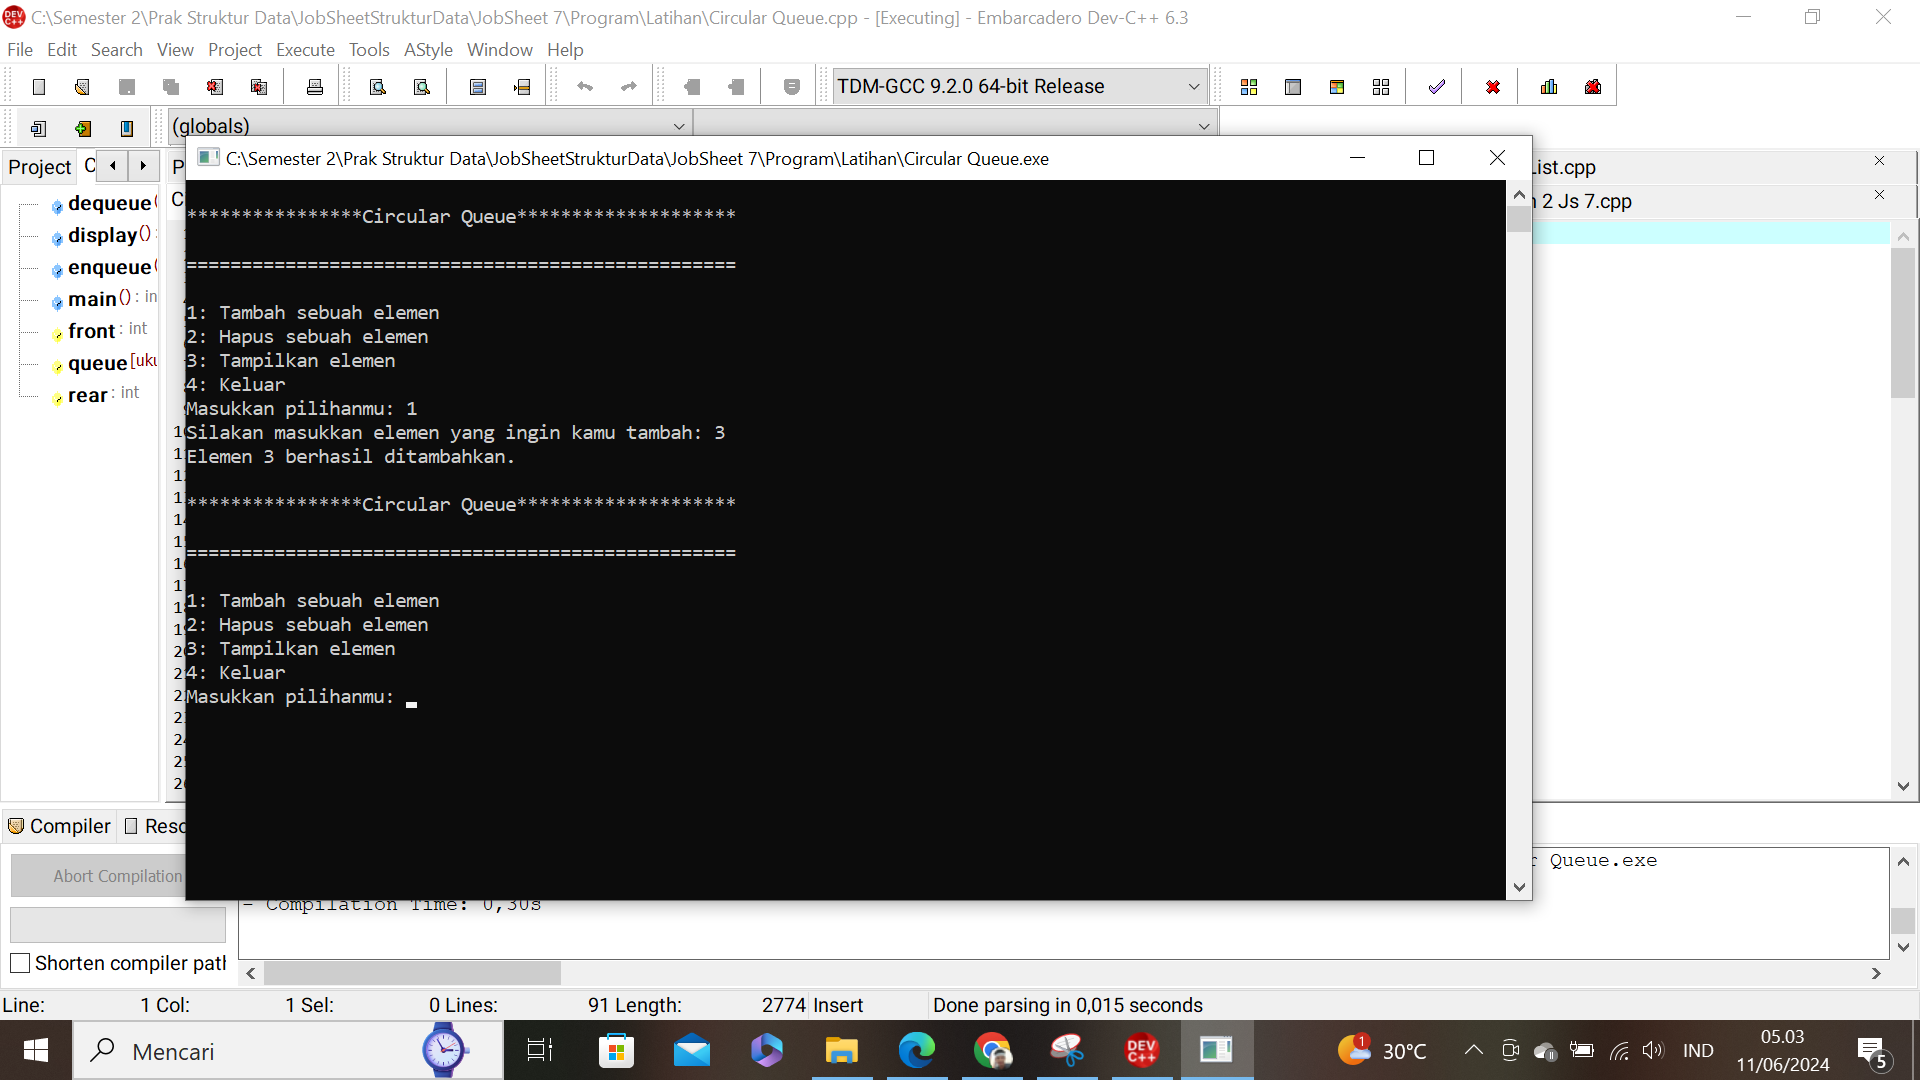 C:\Semester 2\Prak Struktur Data\JobSheetStrukturData\JobSheet 7\Program\Latihan\Circular Queue.cpp - [Executing] - Embarcadero Dev-C++ 6.3
File Edit Search View Project Execute Tools AStyle Window Help
TDM-GCC 9.2.0 64-bit Release
(globals)
C:\Semester 2\Prak Struktur Data\JobSheetStrukturData\JobSheet 7\Program\Latihan\Circular Queue.exe
Project
List.cpp
2 Js 7.cpp
dequeue
display()
enqueue
main() : in
front : int
queue[uku
rear : int
****************Circular Queue********************
==================================================
1: Tambah sebuah elemen
2: Hapus sebuah elemen
3: Tampilkan elemen
4: Keluar
Masukkan pilihanmu: 1
Silakan masukkan elemen yang ingin kamu tambah: 3
Elemen 3 berhasil ditambahkan.
****************Circular Queue********************
==================================================
1: Tambah sebuah elemen
2: Hapus sebuah elemen
3: Tampilkan elemen
4: Keluar
Masukkan pilihanmu:
Compiler
Abort Compilation
Shorten compiler path
Queue.exe
- Compilation Time: 0,30s
Line: 1 Col: 1 Sel: 0 Lines: 91 Length: 2774 Insert Done parsing in 0,015 seconds
Mencari
1
30°C
IND
05.03
11/06/2024
5